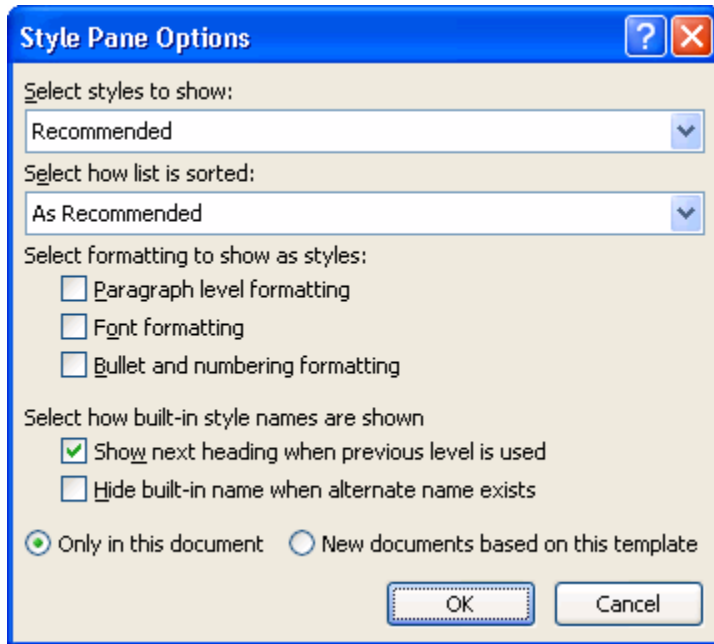 Style Pane Options
Select styles to show:
Recommended
Select how list is sorted:
As Recommended
Select formatting to show as styles:
Paragraph level formatting
Font formatting
Bullet and numbering formatting
Select how built-in style names are shown
Show next heading when previous level is used
Hide built-in name when alternate name exists
Only in this document New documents based on this template
OK Cancel